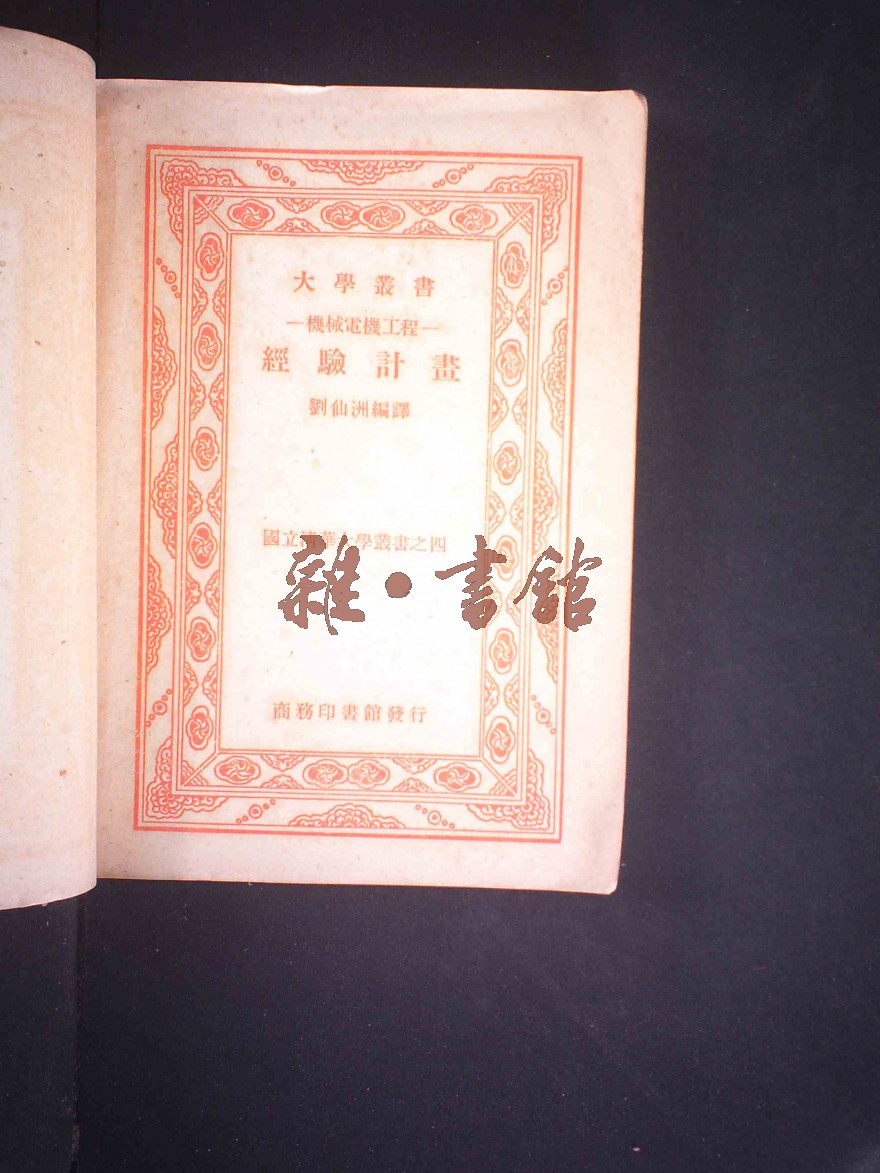 大學叢書
—機械電機工程—
經驗計畫
劉仙洲編譯
國立清華大學叢書之四
雜·書館
商務印書館發行